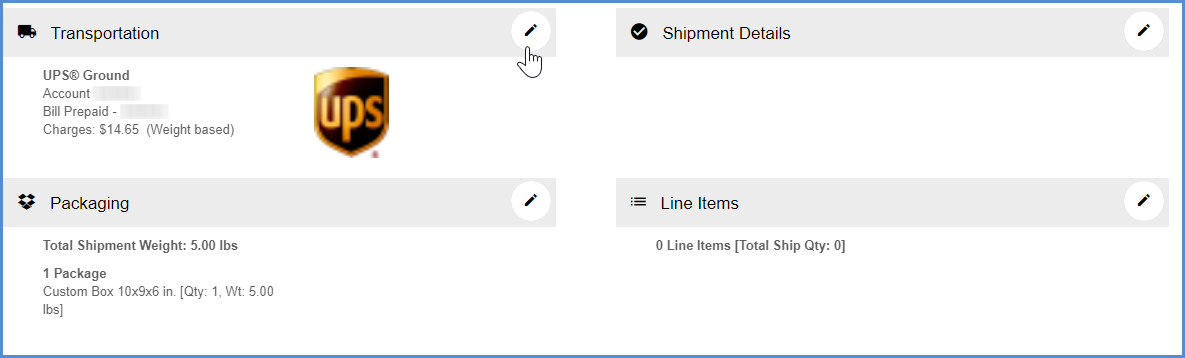 Transportation
UPS® Ground
Account
Bill Prepaid -
Charges: $14.65 (Weight based)
ups
Shipment Details
Packaging
Total Shipment Weight: 5.00 lbs
1 Package
Custom Box 10x9x6 in. [Qty: 1, Wt: 5.00
lbs]
Line Items
0 Line Items [Total Ship Qty: 0]